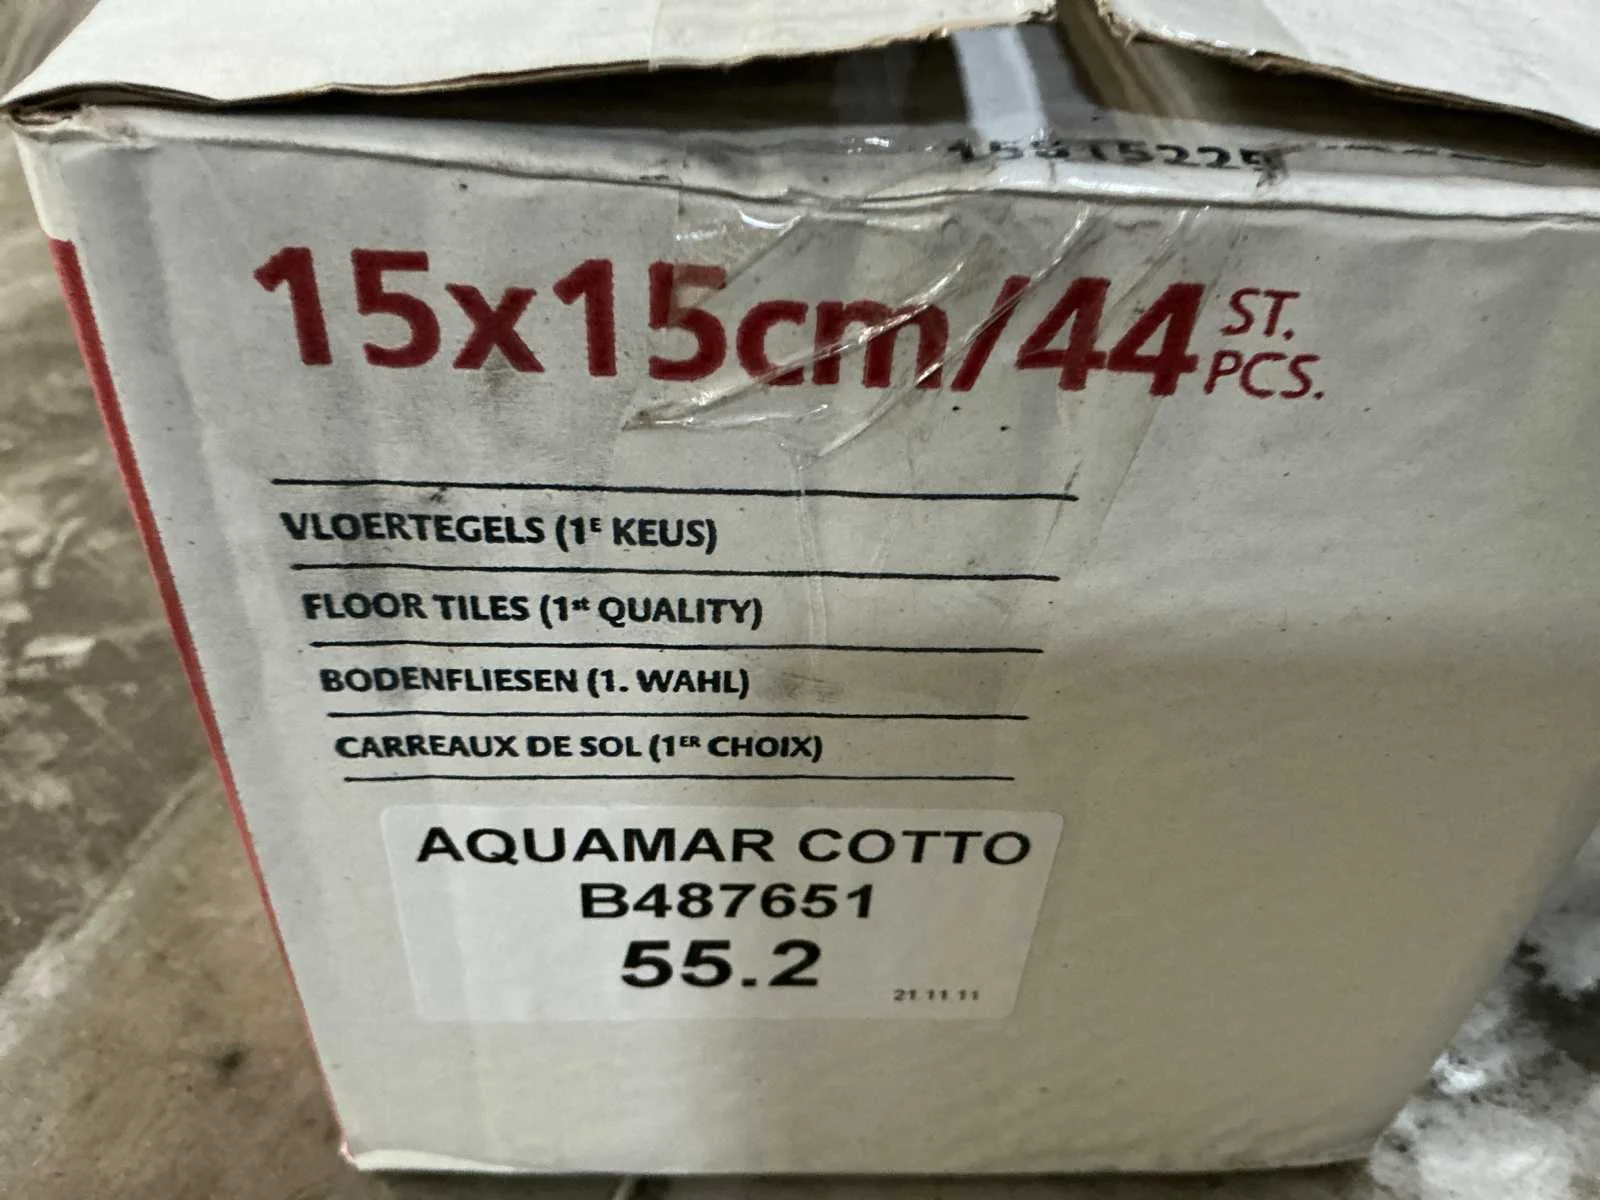 15x15cm/44 ST. PCS.
VLOERTEGELS (1E KEUS)
FLOOR TILES (1st QUALITY)
BODENFLIESEN (1. WAHL)
CARREAUX DE SOL (1ER CHOIX)
AQUAMAR COTTO
B487651
55.2
21.11.11